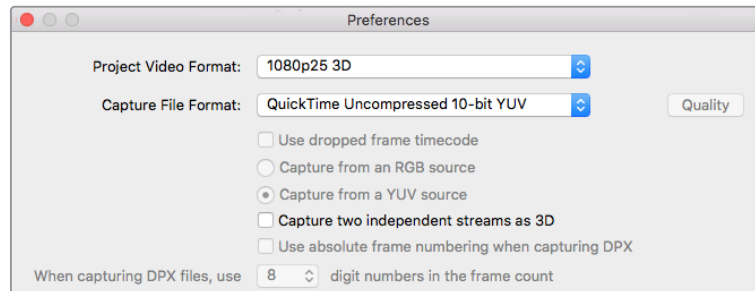 Preferences
Project Video Format: 1080p25 3D
Capture File Format: QuickTime Uncompressed 10-bit YUV Quality
Use dropped frame timecode
Capture from an RGB source
Capture from a YUV source
Capture two independent streams as 3D
Use absolute frame numbering when capturing DPX
When capturing DPX files, use 8 digit numbers in the frame count